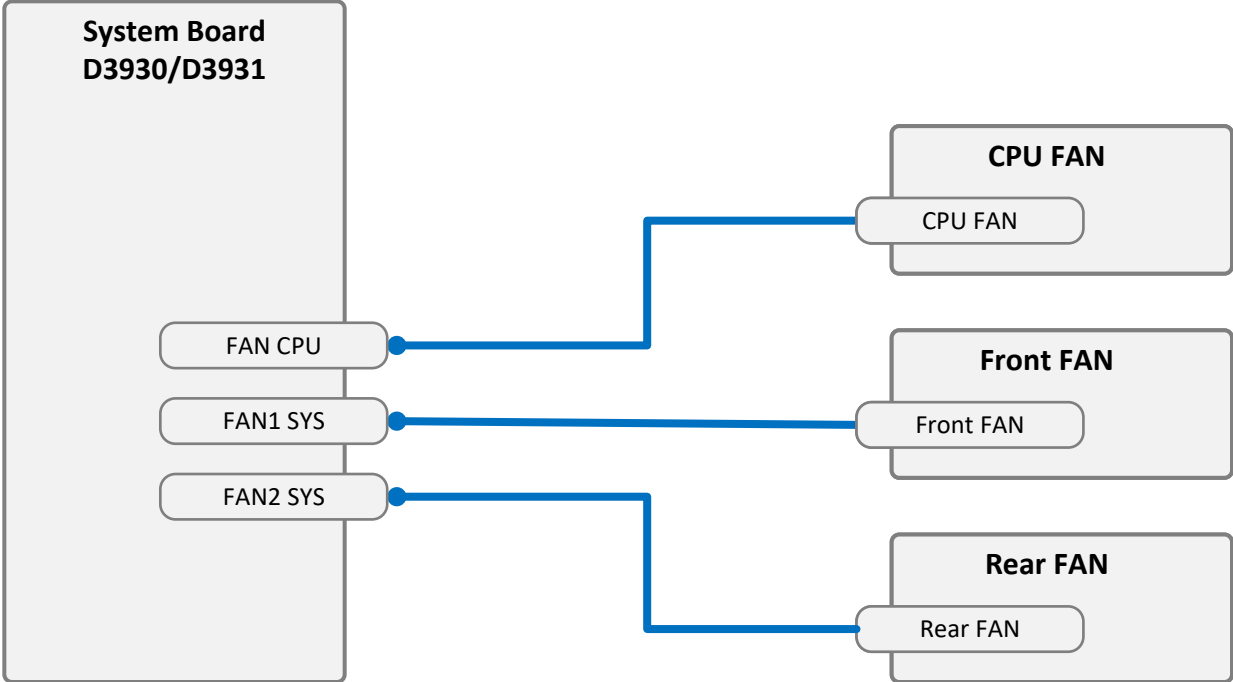 System Board
D3930/D3931
CPU FAN
CPU FAN
FAN CPU
Front FAN
FAN1 SYS
Front FAN
FAN2 SYS
Rear FAN
Rear FAN